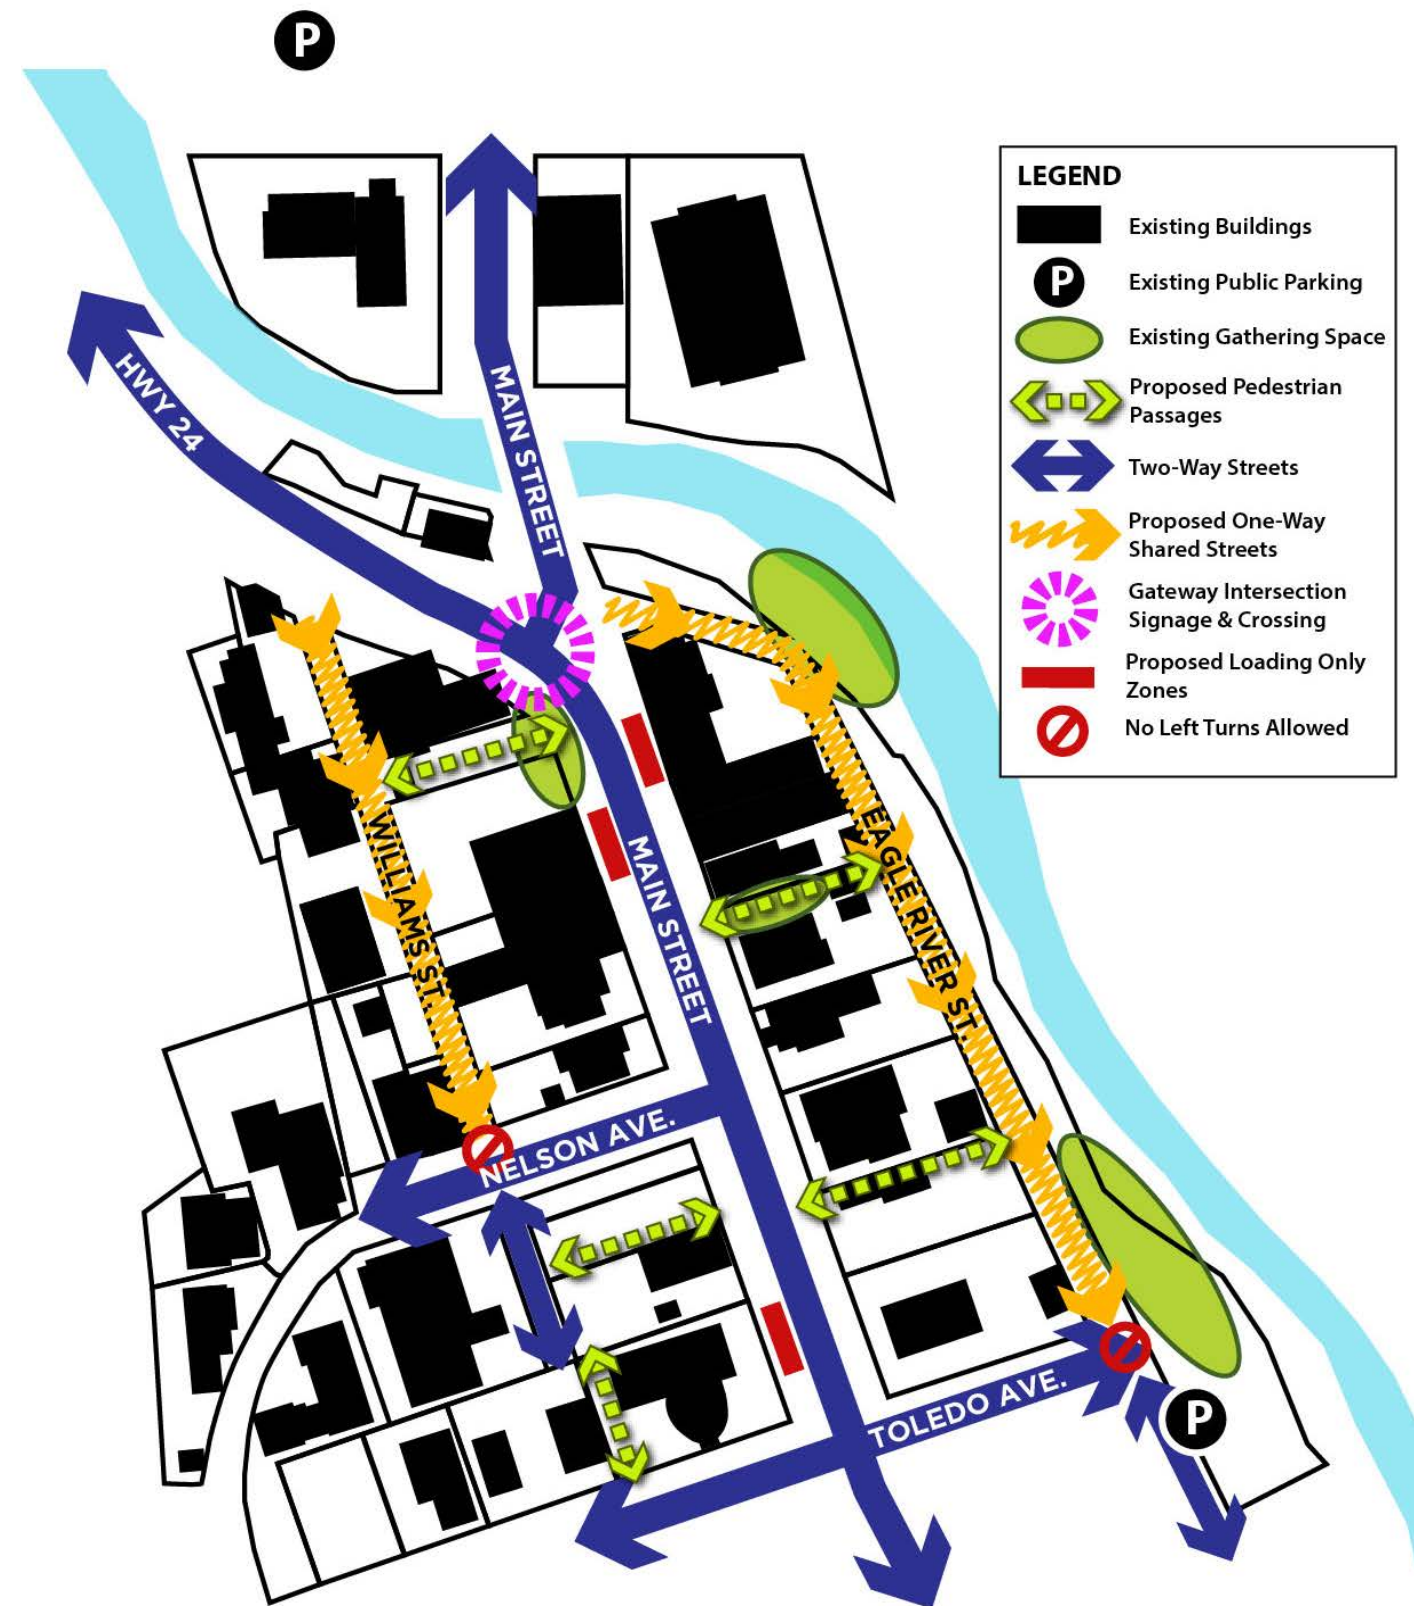 P
LEGEND
Existing Buildings
P
Existing Public Parking
Existing Gathering Space
Proposed Pedestrian
Passages
Two-Way Streets
Proposed One-Way
Shared Streets
Gateway Intersection
Signage & Crossing
Proposed Loading Only
Zones
No Left Turns Allowed
HWY 24
MAIN STREET
WILLIAMS ST.
MAIN STREET
EAGLE RIVER ST.
NELSON AVE.
TOLEDO AVE.
P